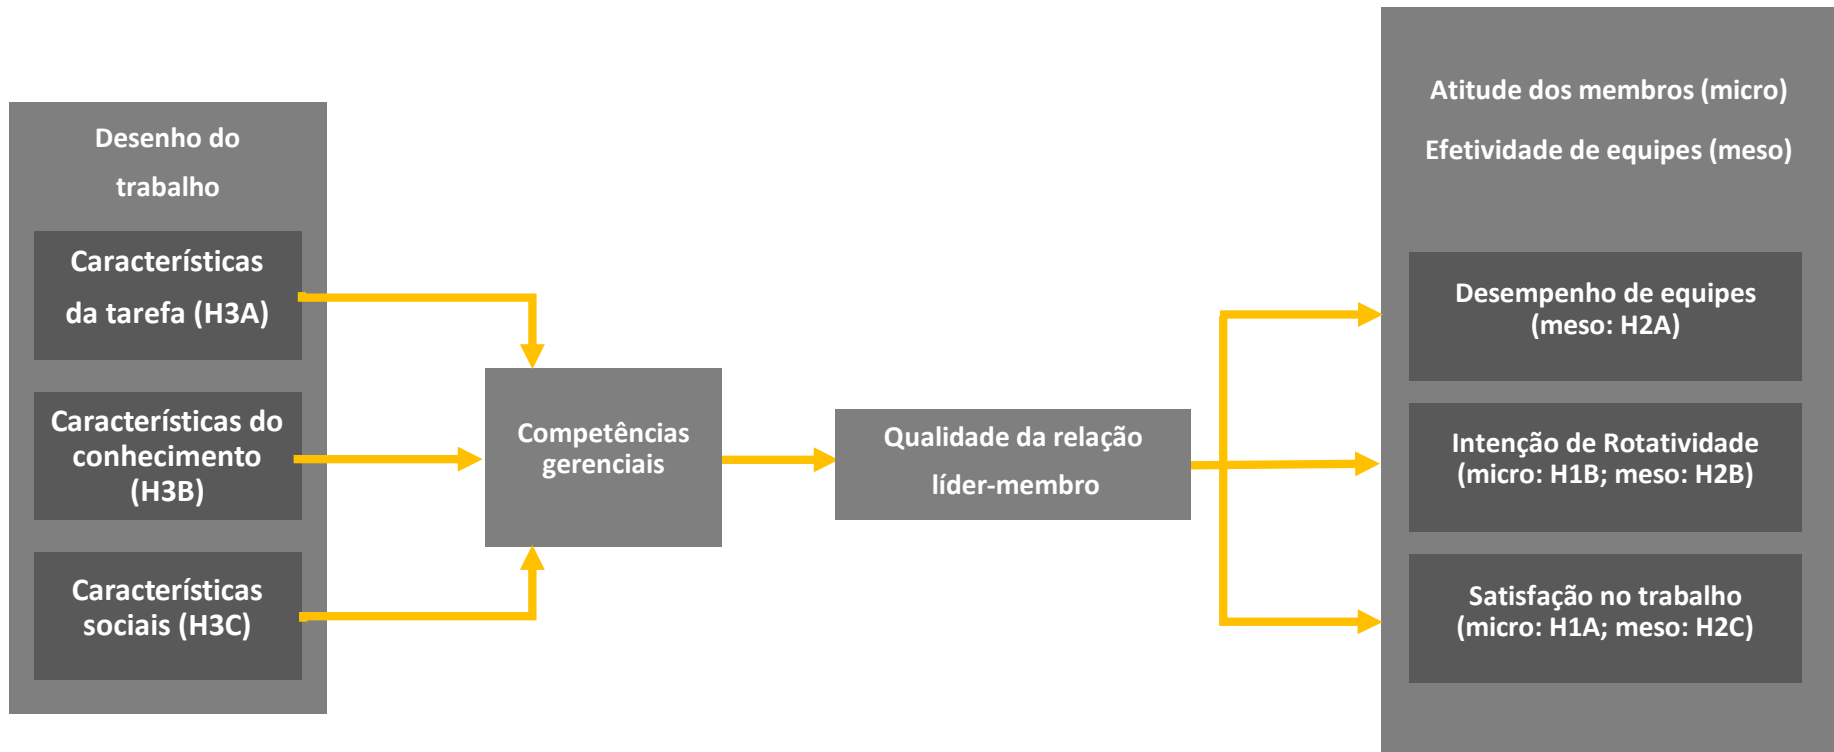 Desenho do
trabalho
Características
da tarefa (H3A)
Características do
conhecimento
(H3B)
Características
sociais (H3C)
Competências
gerenciais
Qualidade da relação
líder-membro
Atitude dos membros (micro)
Efetividade de equipes (meso)
Desempenho de equipes
(meso: H2A)
Intenção de Rotatividade
(micro: H1B; meso: H2B)
Satisfação no trabalho
(micro: H1A; meso: H2C)